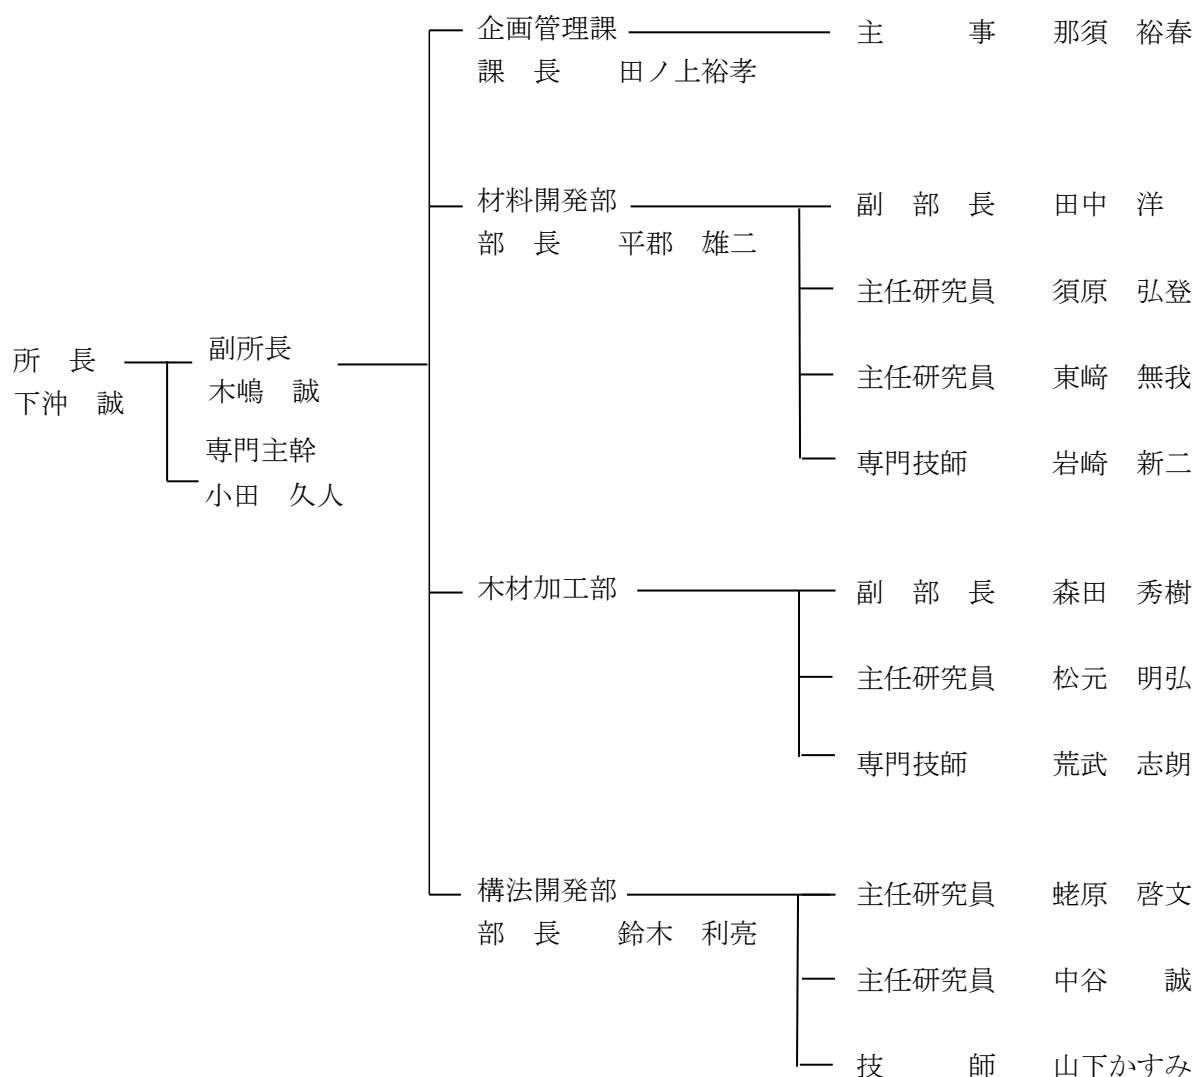 所　長
下沖　誠
副所長
木嶋　誠
専門主幹
小田　久人
企画管理課
課　長　　田ノ上裕孝
主　　　事　　那須　裕春
材料開発部
部　長　　平郡　雄二
副　部　長　　田中　洋
主任研究員　　須原　弘登
主任研究員　　東﨑　無我
専門技師　　岩崎　新二
木材加工部
副　部　長　　森田　秀樹
主任研究員　　松元　明弘
専門技師　　荒武　志朗
構法開発部
部　長　　鈴木　利亮
主任研究員　　蛯原　啓文
主任研究員　　中谷　　誠
技　　　師　　山下かすみ